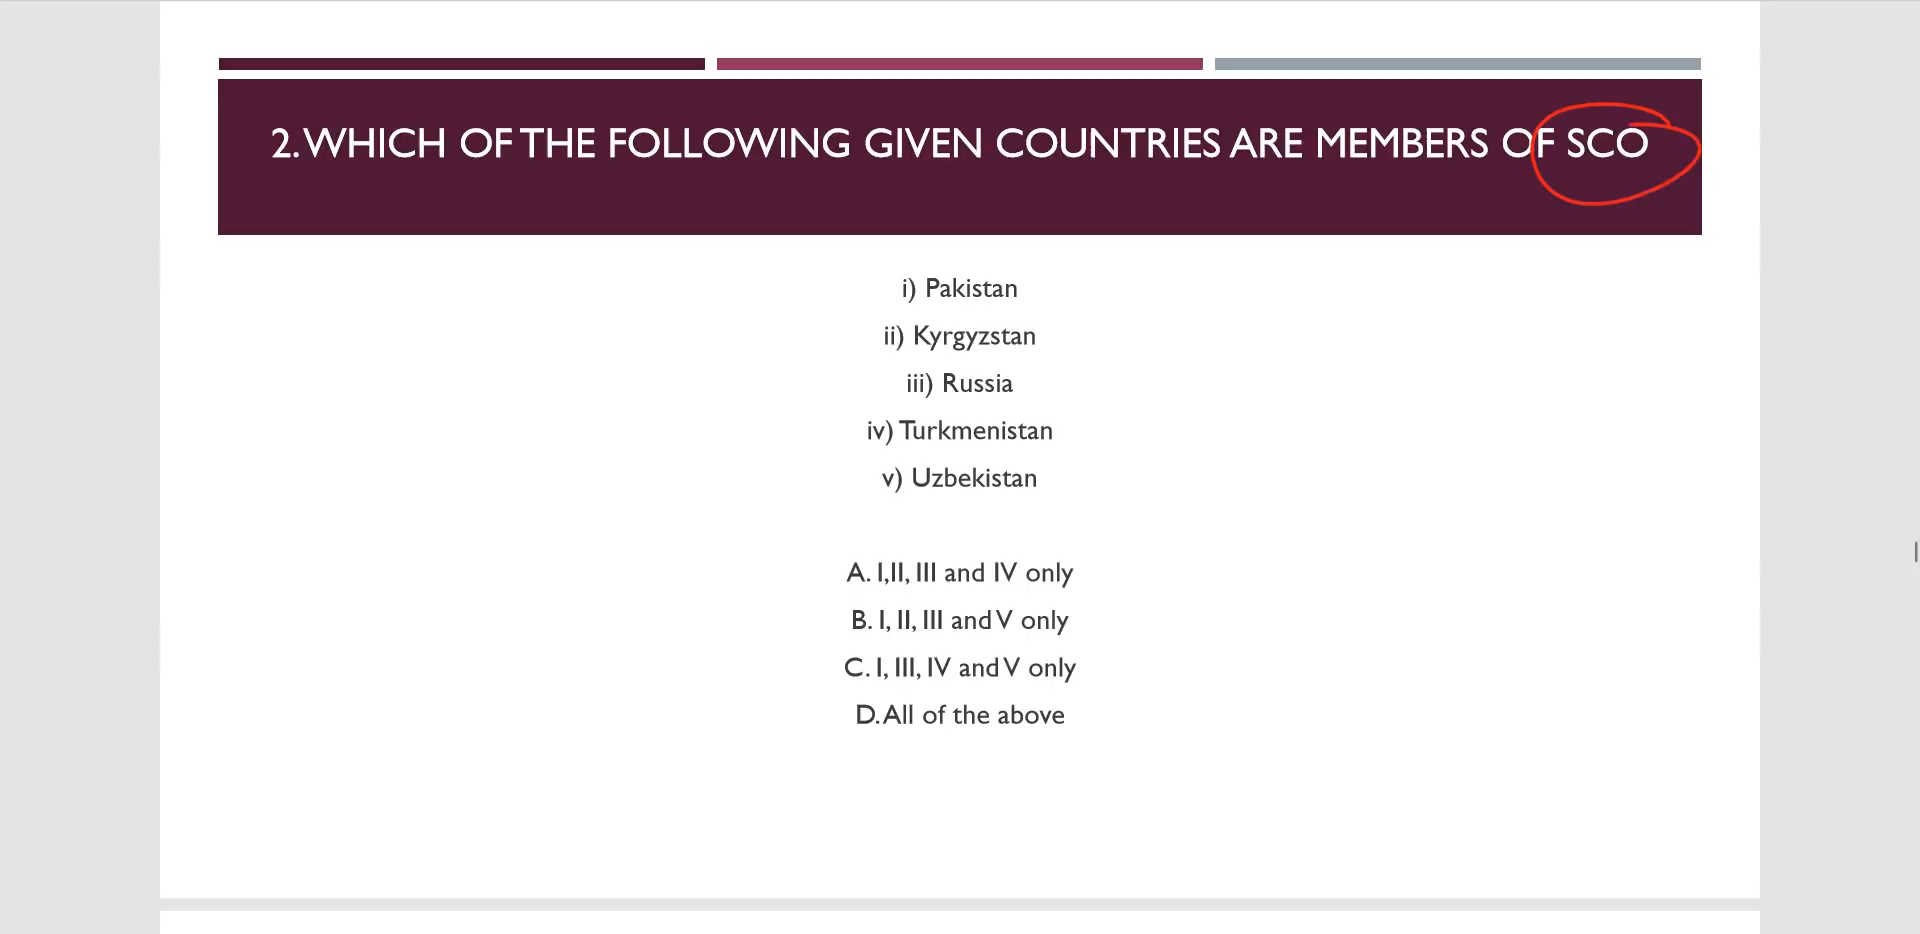 2. WHICH OF THE FOLLOWING GIVEN COUNTRIES ARE MEMBERS OF SCO
i) Pakistan
ii) Kyrgyzstan
iii) Russia
iv) Turkmenistan
v) Uzbekistan
A. I,II, III and IV only
B. I, II, III and V only
C. I, III, IV and V only
D. All of the above